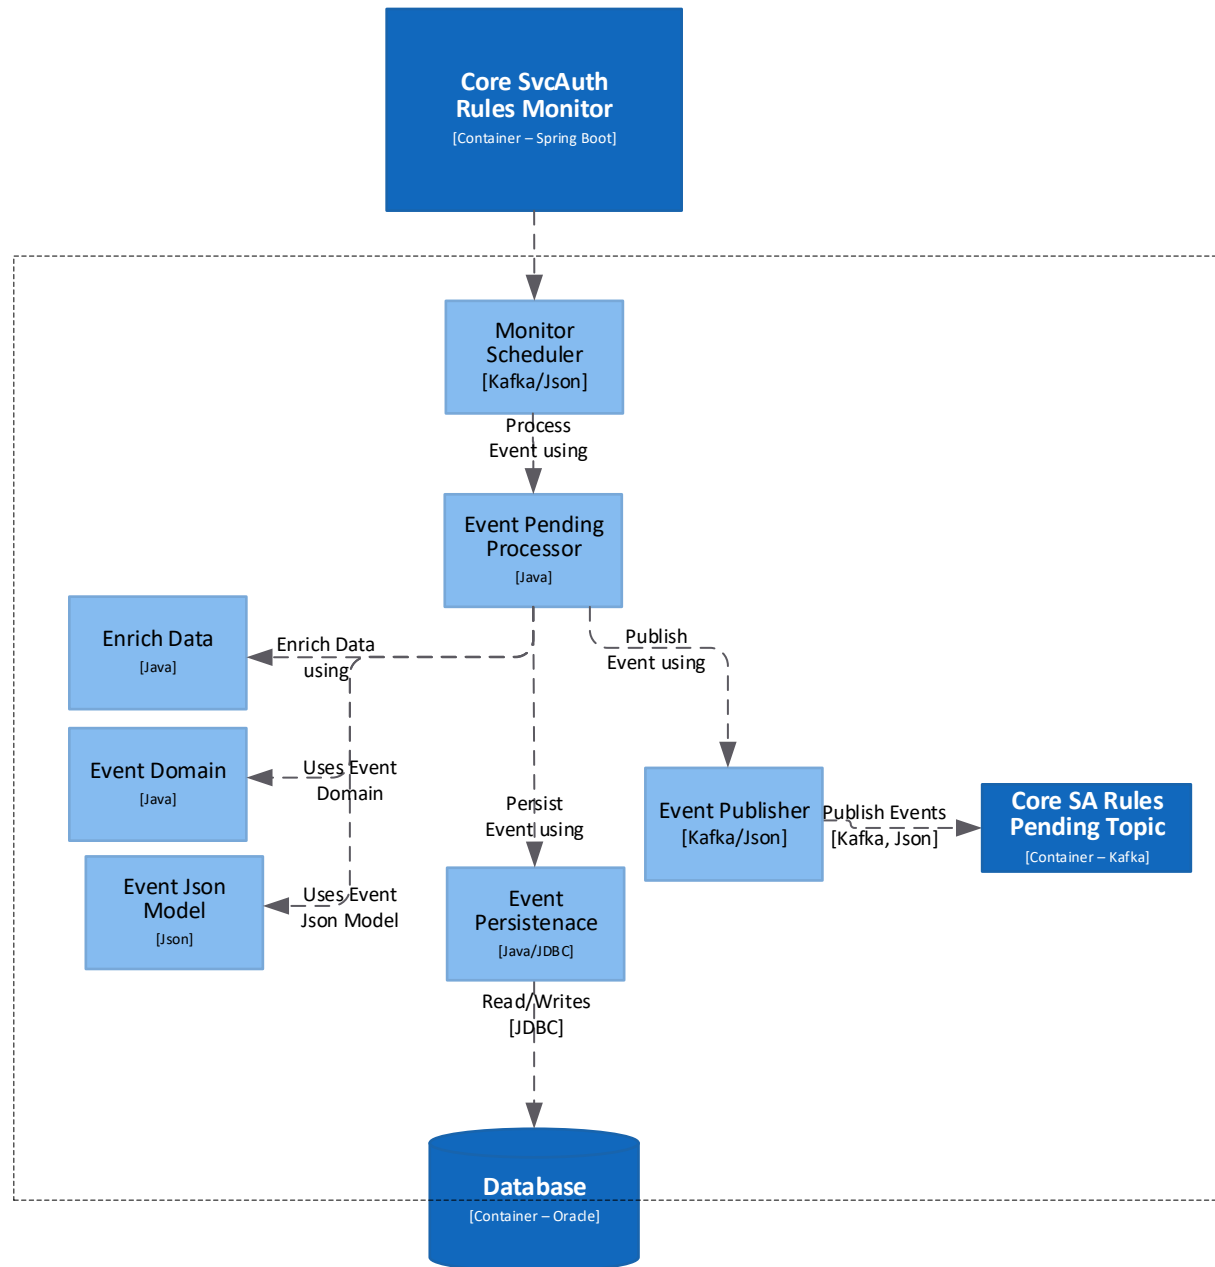 Core SvcAuth
Rules Monitor
[Container – Spring Boot]
Monitor
Scheduler
[Kafka/Json]
Process
Event using
Event Pending
Processor
[Java]
Enrich Data
[Java]
Enrich Data
using
Publish
Event using
Event Domain
[Java]
Uses Event
Domain
Persist
Event using
Event Publisher
[Kafka/Json]
Publish Events
[Kafka, Json]
Core SA Rules
Pending Topic
[Container – Kafka]
Event Json
Model
[Json]
Uses Event
Json Model
Event
Persistenace
[Java/JDBC]
Read/Writes
[JDBC]
Database
[Container – Oracle]